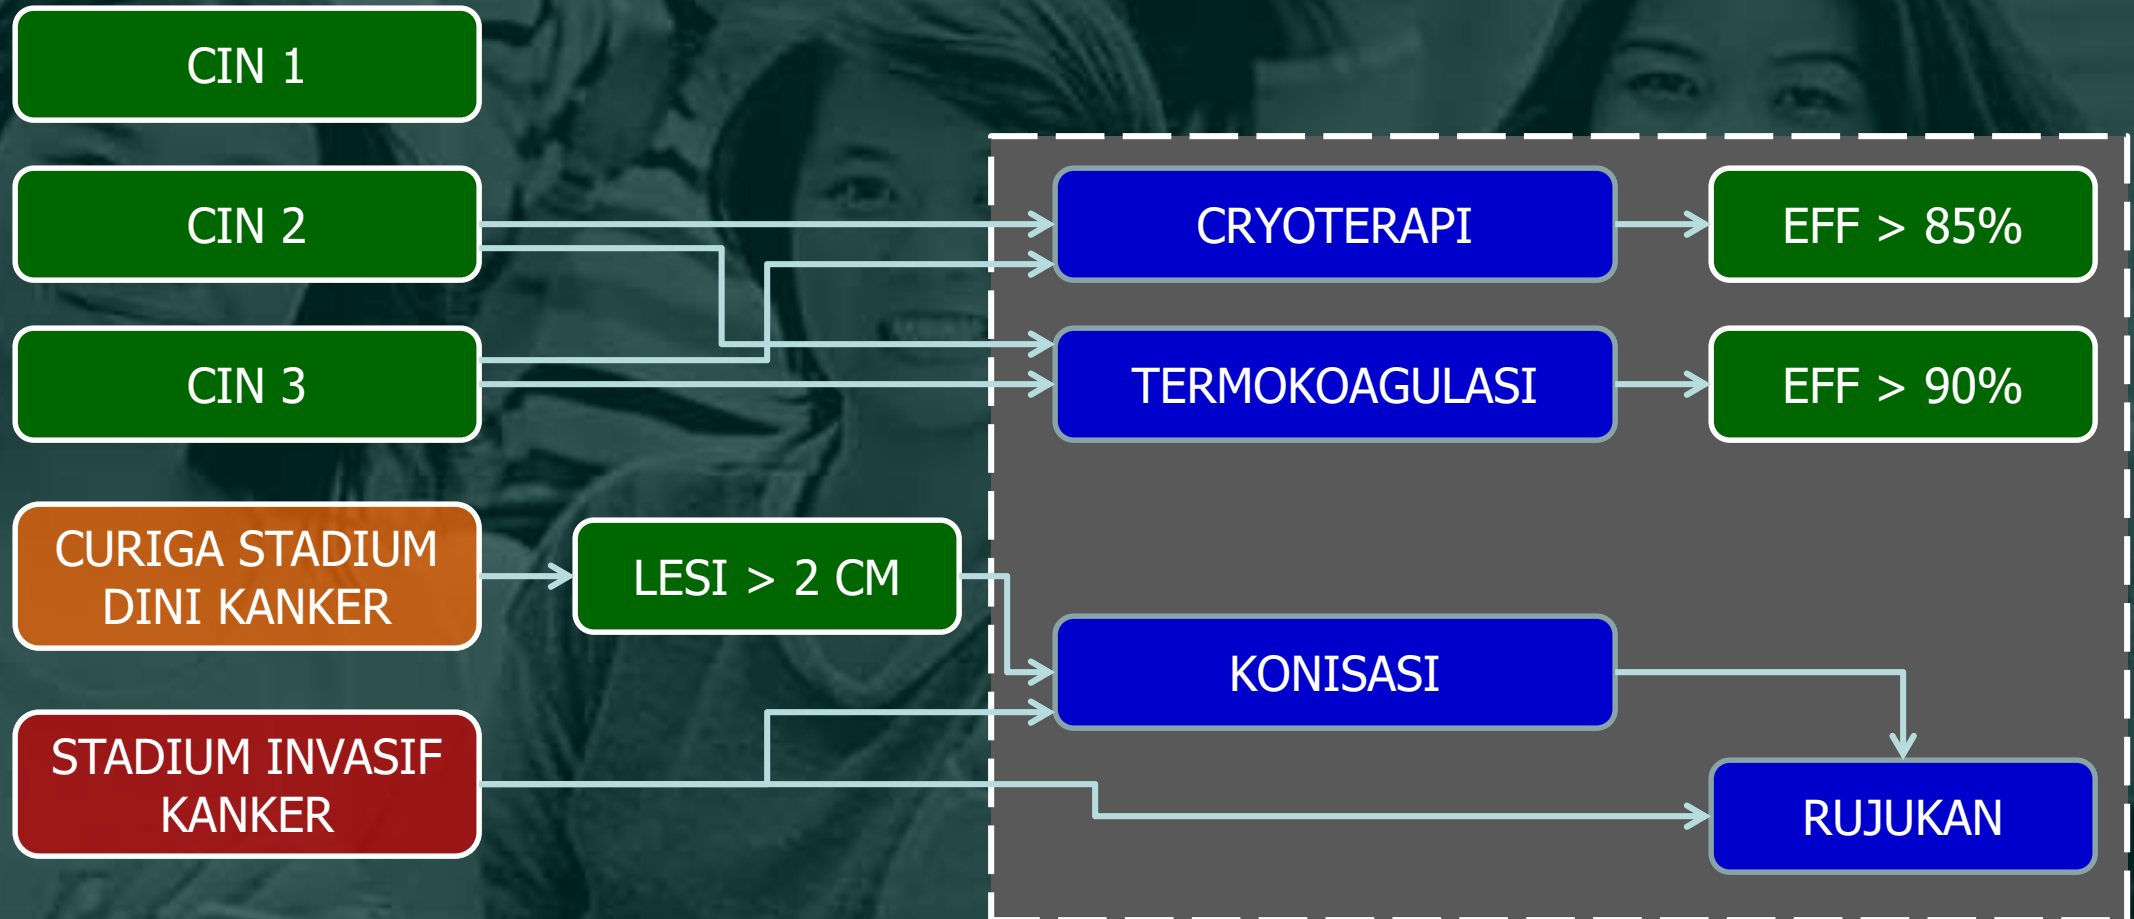 CIN 1
CIN 2
CRYOTERAPI
EFF > 85%
CIN 3
TERMOKOAGULASI
EFF > 90%
CURIGA STADIUM
DINI KANKER
LESI > 2 CM
KONISASI
STADIUM INVASIF
KANKER
RUJUKAN